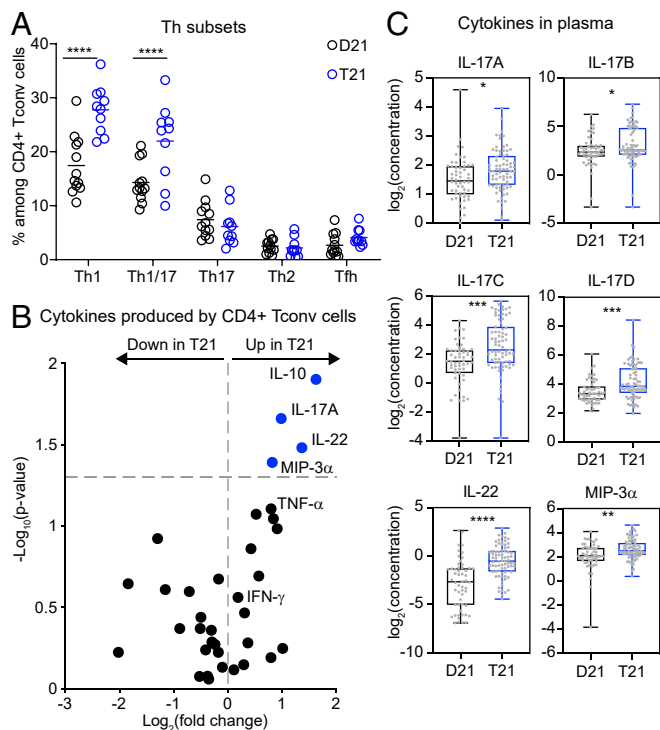 A
Th subsets
% among CD4+ Tconv cells
40
30
20
10
0
**** ****
D21
T21
Th1 Th1/17 Th17 Th2 Tfh
B Cytokines produced by CD4+ Tconv cells
Down in T21 Up in T21
-Log10(p-value)
2
1.5
1
0.5
0
IL-10
IL-17A
IL-22
MIP-3α
TNF-α
IFN-γ
-3 -2 -1 0 1 2
Log2(fold change)
C Cytokines in plasma
IL-17A
log2(concentration)
5
4
3
2
1
0
*
D21 T21
IL-17B
10
5
0
-5
*
D21 T21
IL-17C
log2(concentration)
6
4
2
0
-2
-4
***
D21 T21
IL-17D
10
8
6
4
2
0
***
D21 T21
IL-22
log2(concentration)
5
0
-5
-10
****
D21 T21
MIP-3α
6
4
2
0
-2
-4
-6
**
D21 T21